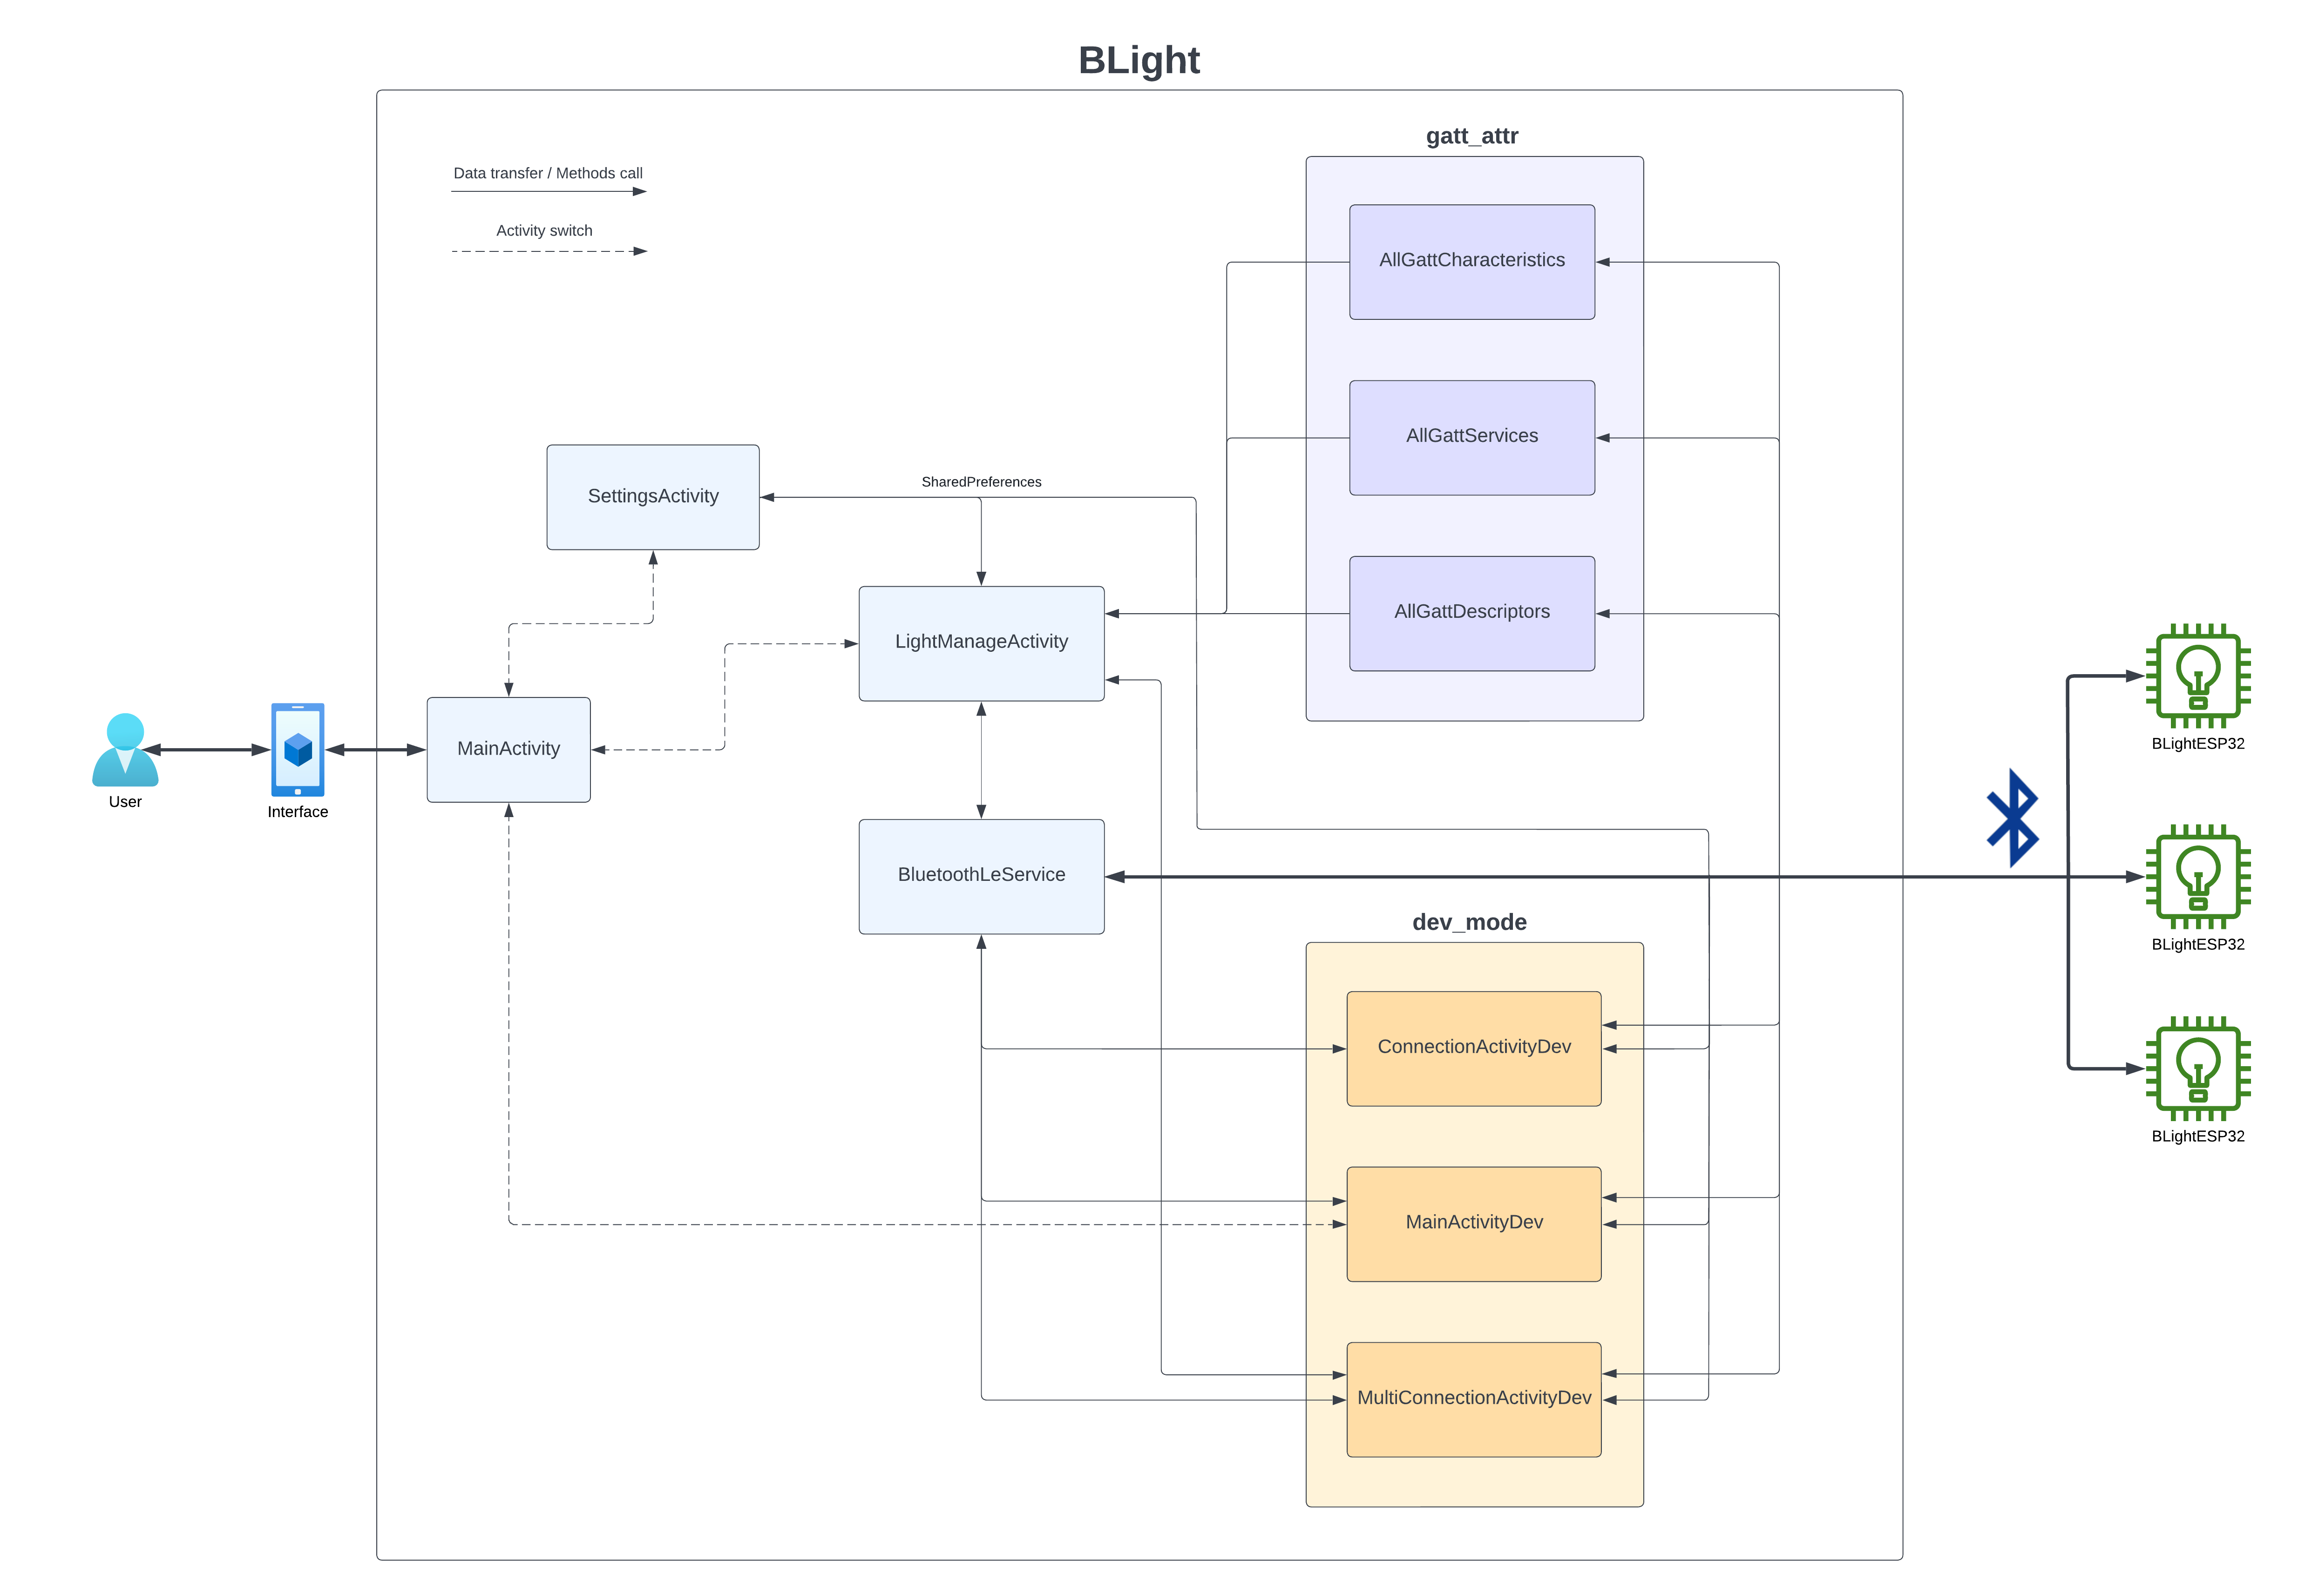 BLight
gatt_attr
Data transfer / Methods call
Activity switch
AllGattCharacteristics
AllGattServices
SharedPreferences
SettingsActivity
AllGattDescriptors
LightManageActivity
MainActivity
BLightESP32
User
Interface
BluetoothLeService
dev_mode
BLightESP32
ConnectionActivityDev
BLightESP32
MainActivityDev
MultiConnectionActivityDev